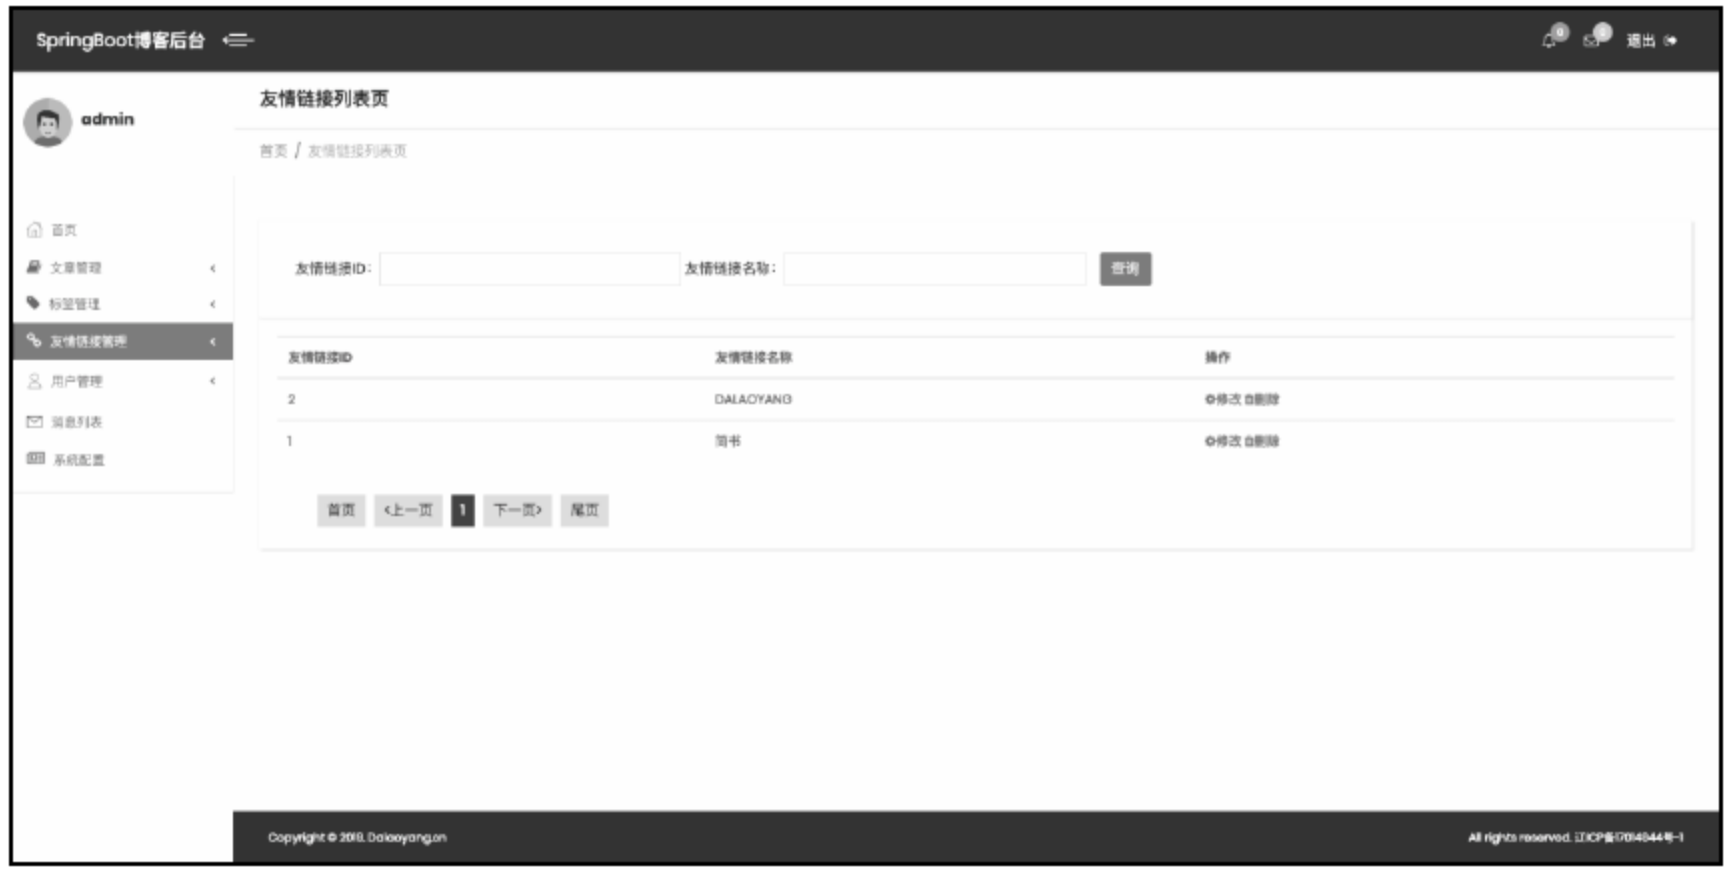 SpringBoot博客后台 退出
admin
友情链接列表页
首页 / 友情链接列表页
首页
文章管理
标签管理
友情链接管理
用户管理
消息列表
系统配置
友情链接ID: 友情链接名称: 查询
友情链接ID 友情链接名称 操作
2 DALAOYANG 修改 删除
1 简书 修改 删除
首页 <上一页 1 下一页> 尾页
Copyright © 2018. Dalaoyang.cn All rights reserved.